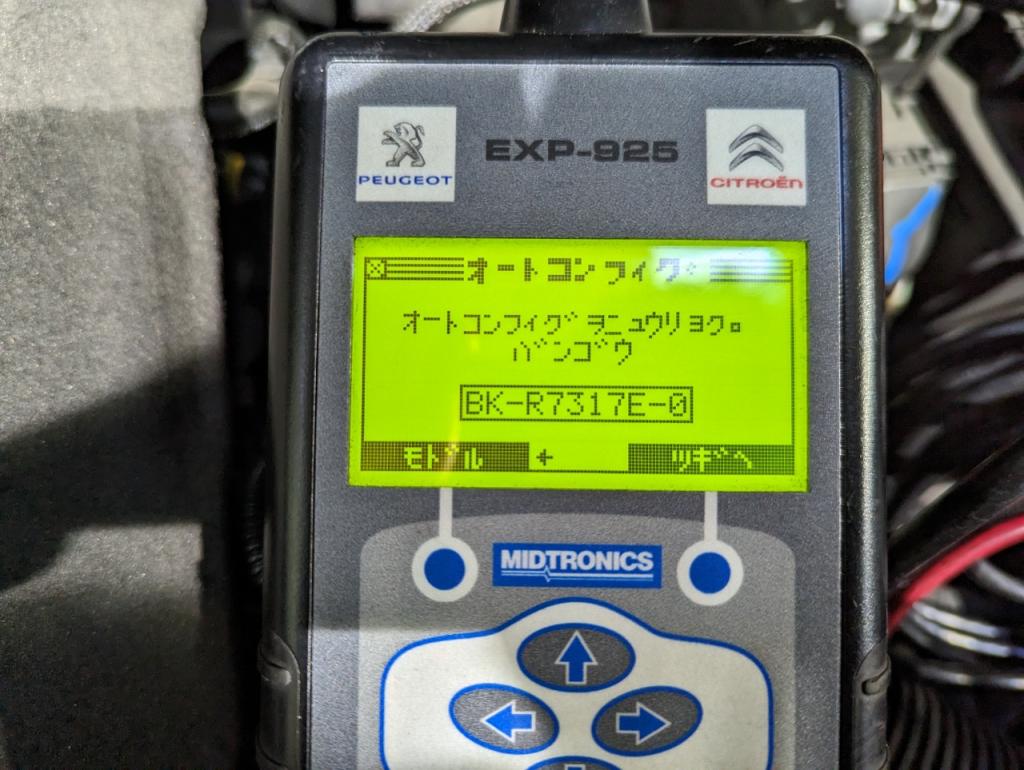 PEUGEOT
EXP-925
CITROËN
オートコンフィグ
オートコンフィグﾞヲニュウリョク。
バンゴウ
BK-R7317E-0
モドル ← ツギヘ
MIDTRONICS